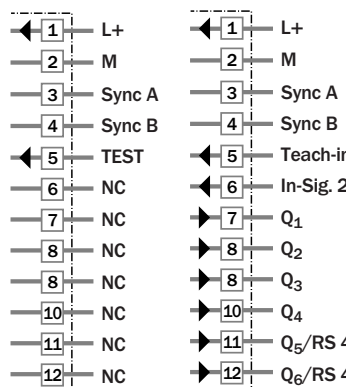 1 L+
2 M
3 Sync A
4 Sync B
5 TEST
6 NC
7 NC
8 NC
8 NC
10 NC
11 NC
12 NC
1 L+
2 M
3 Sync A
4 Sync B
5 Teach-in
6 In-Sig. 2
7 Q₁
8 Q₂
8 Q₃
10 Q₄
11 Q₅/RS 4
12 Q₆/RS 4